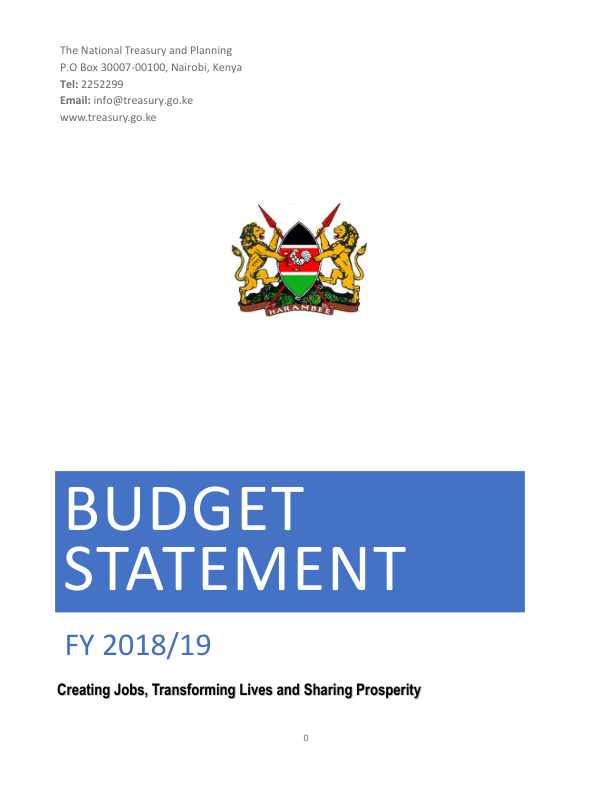 The National Treasury and Planning
P.O Box 30007-00100, Nairobi, Kenya
Tel: 2252299
Email: info@treasury.go.ke
www.treasury.go.ke
HARAMBEE
BUDGET
STATEMENT
FY 2018/19
Creating Jobs, Transforming Lives and Sharing Prosperity
0